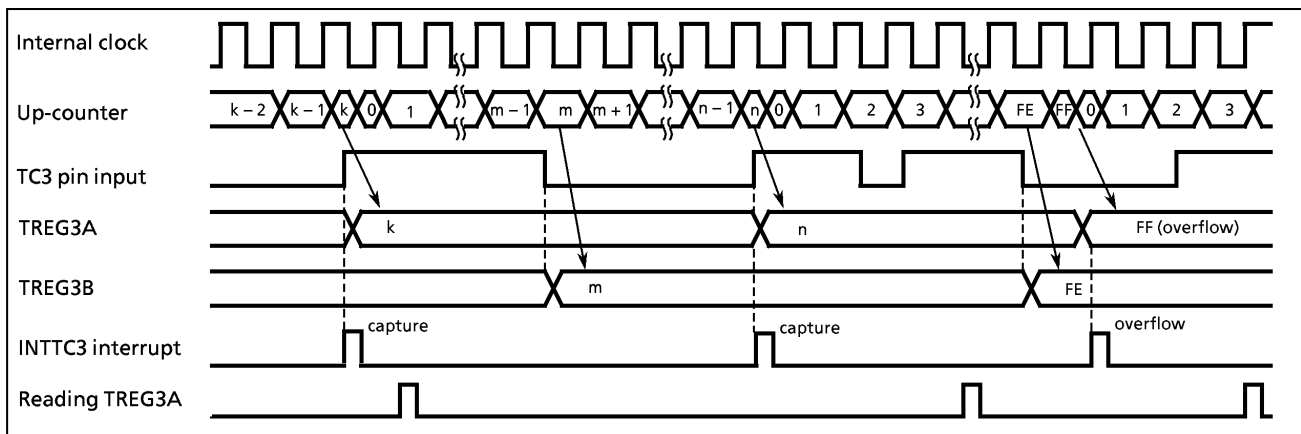 Internal clock
Up-counter k – 2 k – 1 k 0 1 m – 1 m m + 1 n – 1 n 0 1 2 3 FE FF 0 1 2 3
TC3 pin input
TREG3A k n FF (overflow)
TREG3B m FE
capture capture overflow
INTTC3 interrupt
Reading TREG3A